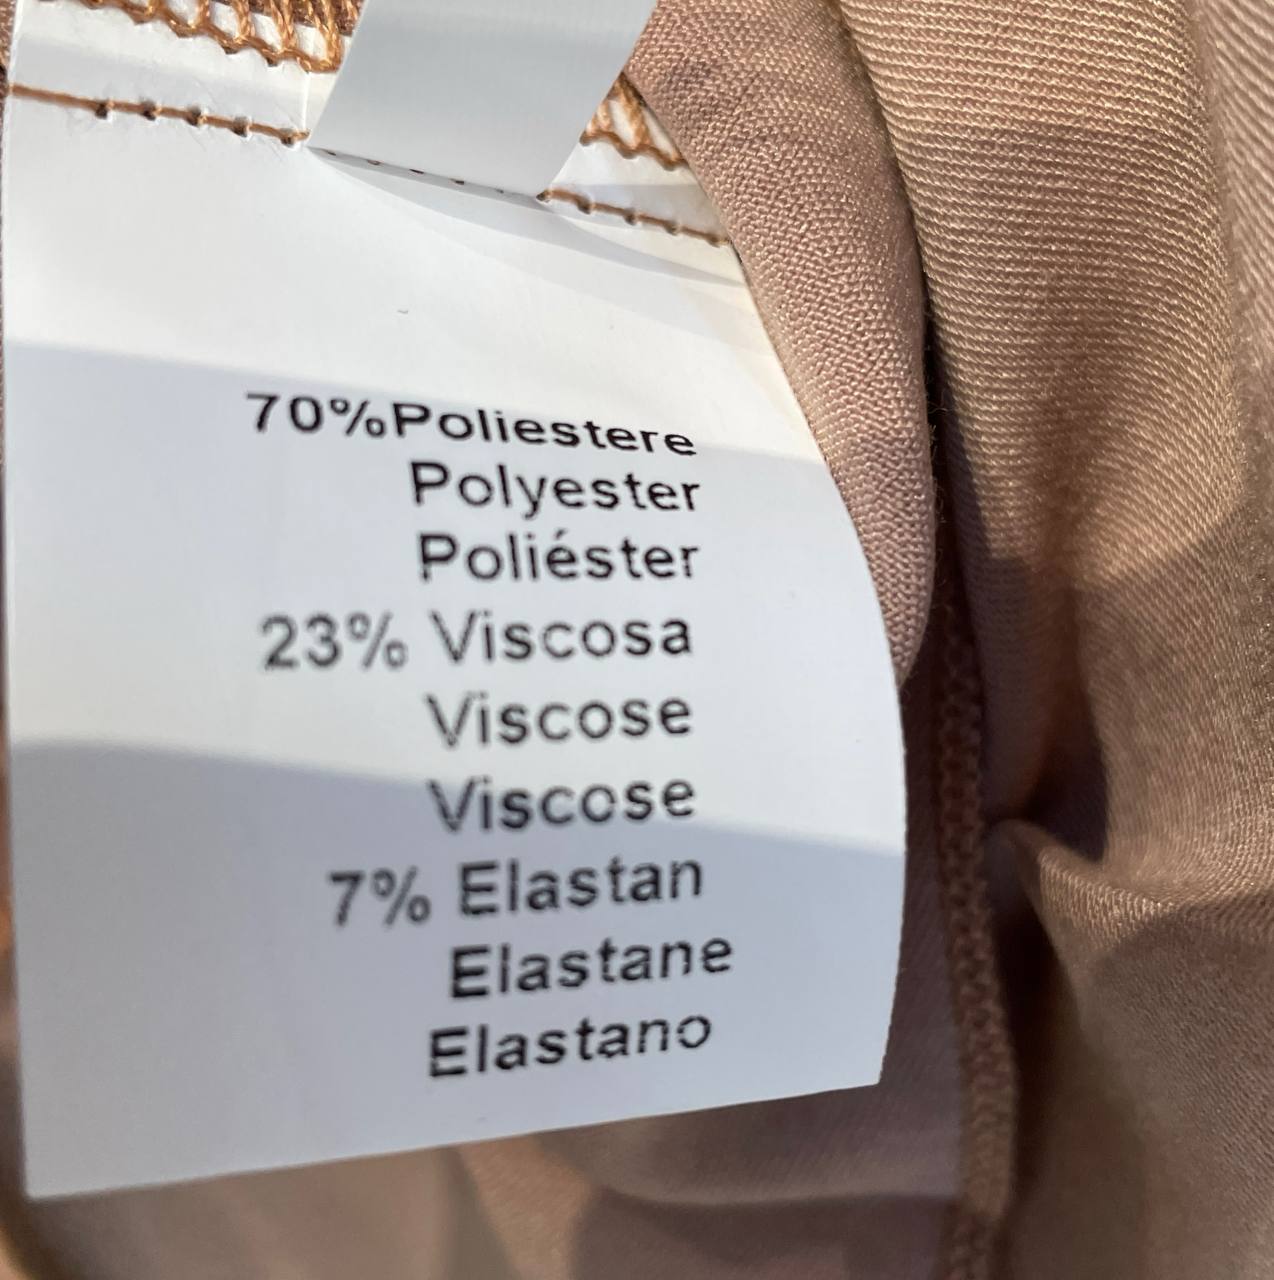 70%Poliestere
Polyester
Poliéster
23% Viscosa
Viscose
Viscose
7% Elastan
Elastane
Elastano